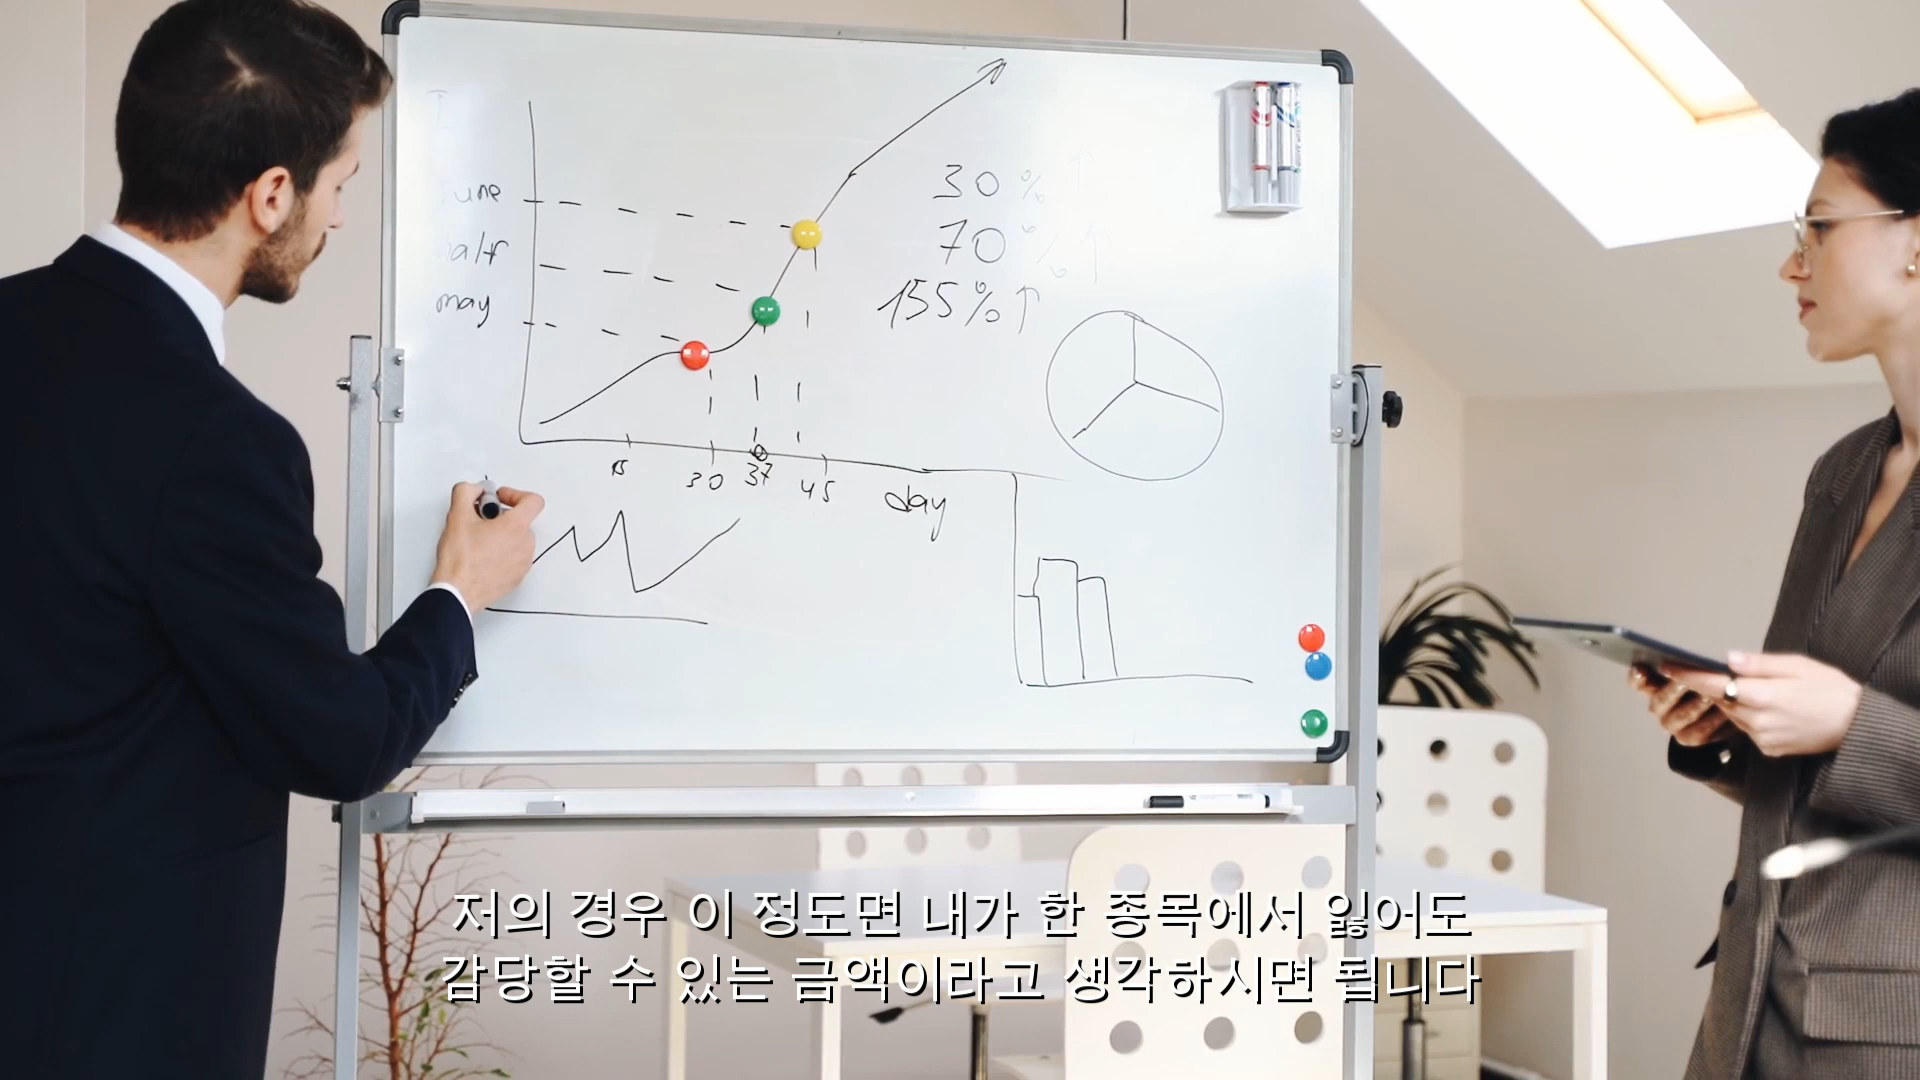 30%
70%↑
155%↑
may
15
30 37 45 day
저의 경우 이 정도면 내가 한 종목에서 잃어도
감당할 수 있는 금액이라고 생각하시면 됩니다